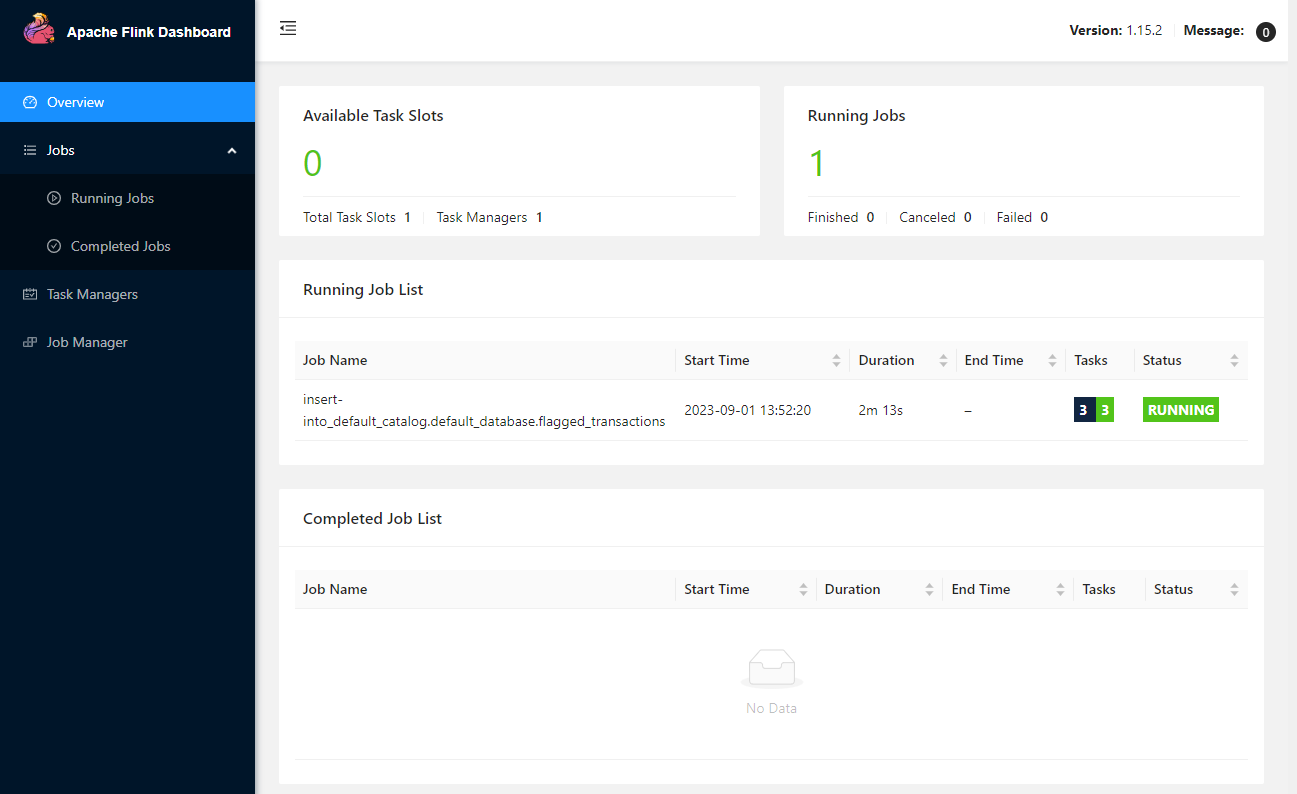 Apache Flink Dashboard
Version: 1.15.2 Message: 0
Overview
Jobs
Running Jobs
Completed Jobs
Task Managers
Job Manager
Available Task Slots
0
Total Task Slots 1 Task Managers 1
Running Jobs
1
Finished 0 Canceled 0 Failed 0
Running Job List
Job Name Start Time Duration End Time Tasks Status
insert-
into_default_catalog.default_database.flagged_transactions 2023-09-01 13:52:20 2m 13s – 3 3 RUNNING
Completed Job List
Job Name Start Time Duration End Time Tasks Status
No Data